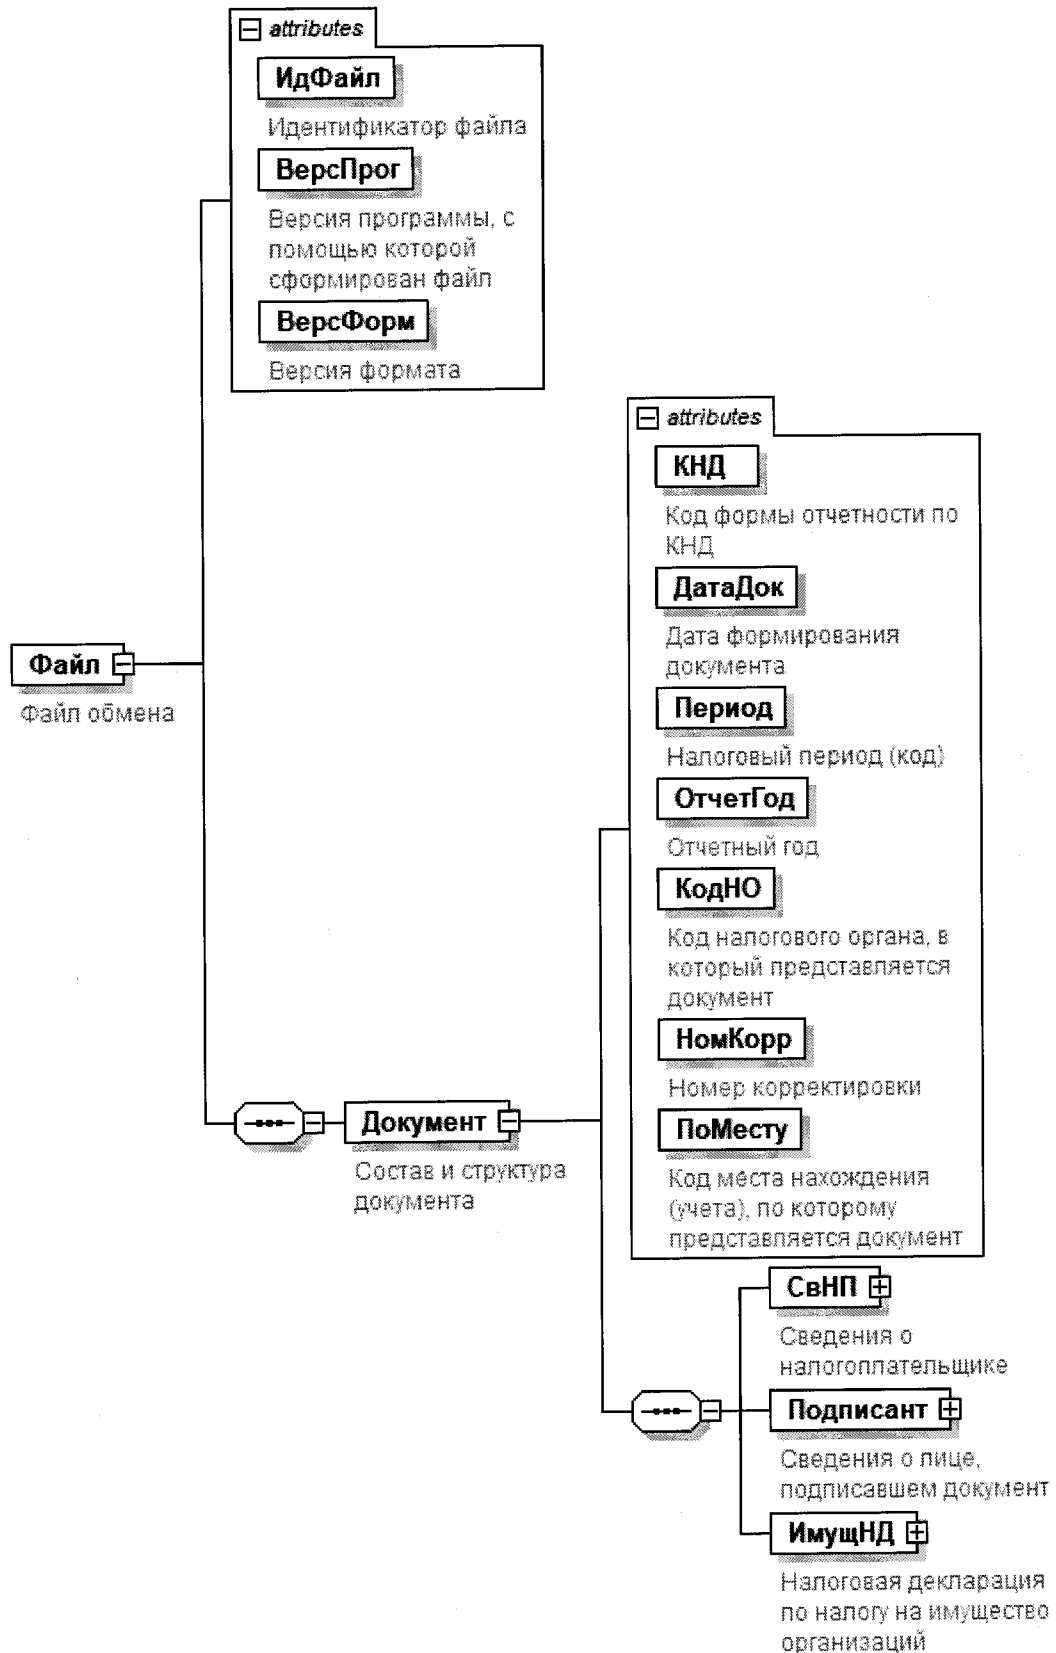 attributes
ИдФайл
Идентификатор файла
ВерсПрог
Версия программы, с
помощью которой
сформирован файл
ВерсФорм
Версия формата
Файл
Файл обмена
Документ
Состав и структура
документа
attributes
КНД
Код формы отчетности по
КНД
ДатаДок
Дата формирования
документа
Период
Налоговый период (код)
ОтчетГод
Отчетный год
КодНО
Код налогового органа, в
который представляется
документ
НомКорр
Номер корректировки
ПоМесту
Код места нахождения
(учета), по которому
представляется документ
СвНП
Сведения о
налогоплательщике
Подписант
Сведения о лице,
подписавшем документ
ИмущНД
Налоговая декларация
по налогу на имущество
организаций